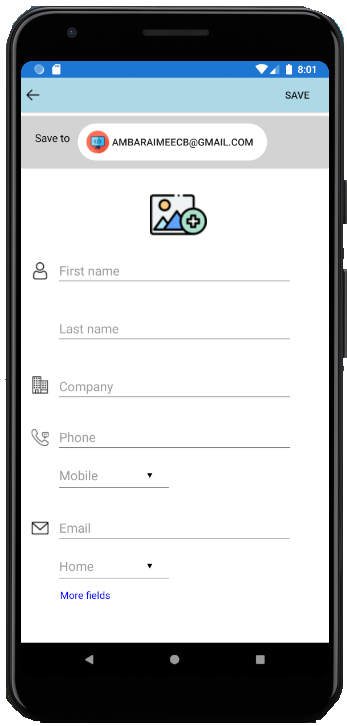 8:01
SAVE
Save to AMBARAIMEECB@GMAIL.COM
First name
Last name
Company
Phone
Mobile
Email
Home
More fields